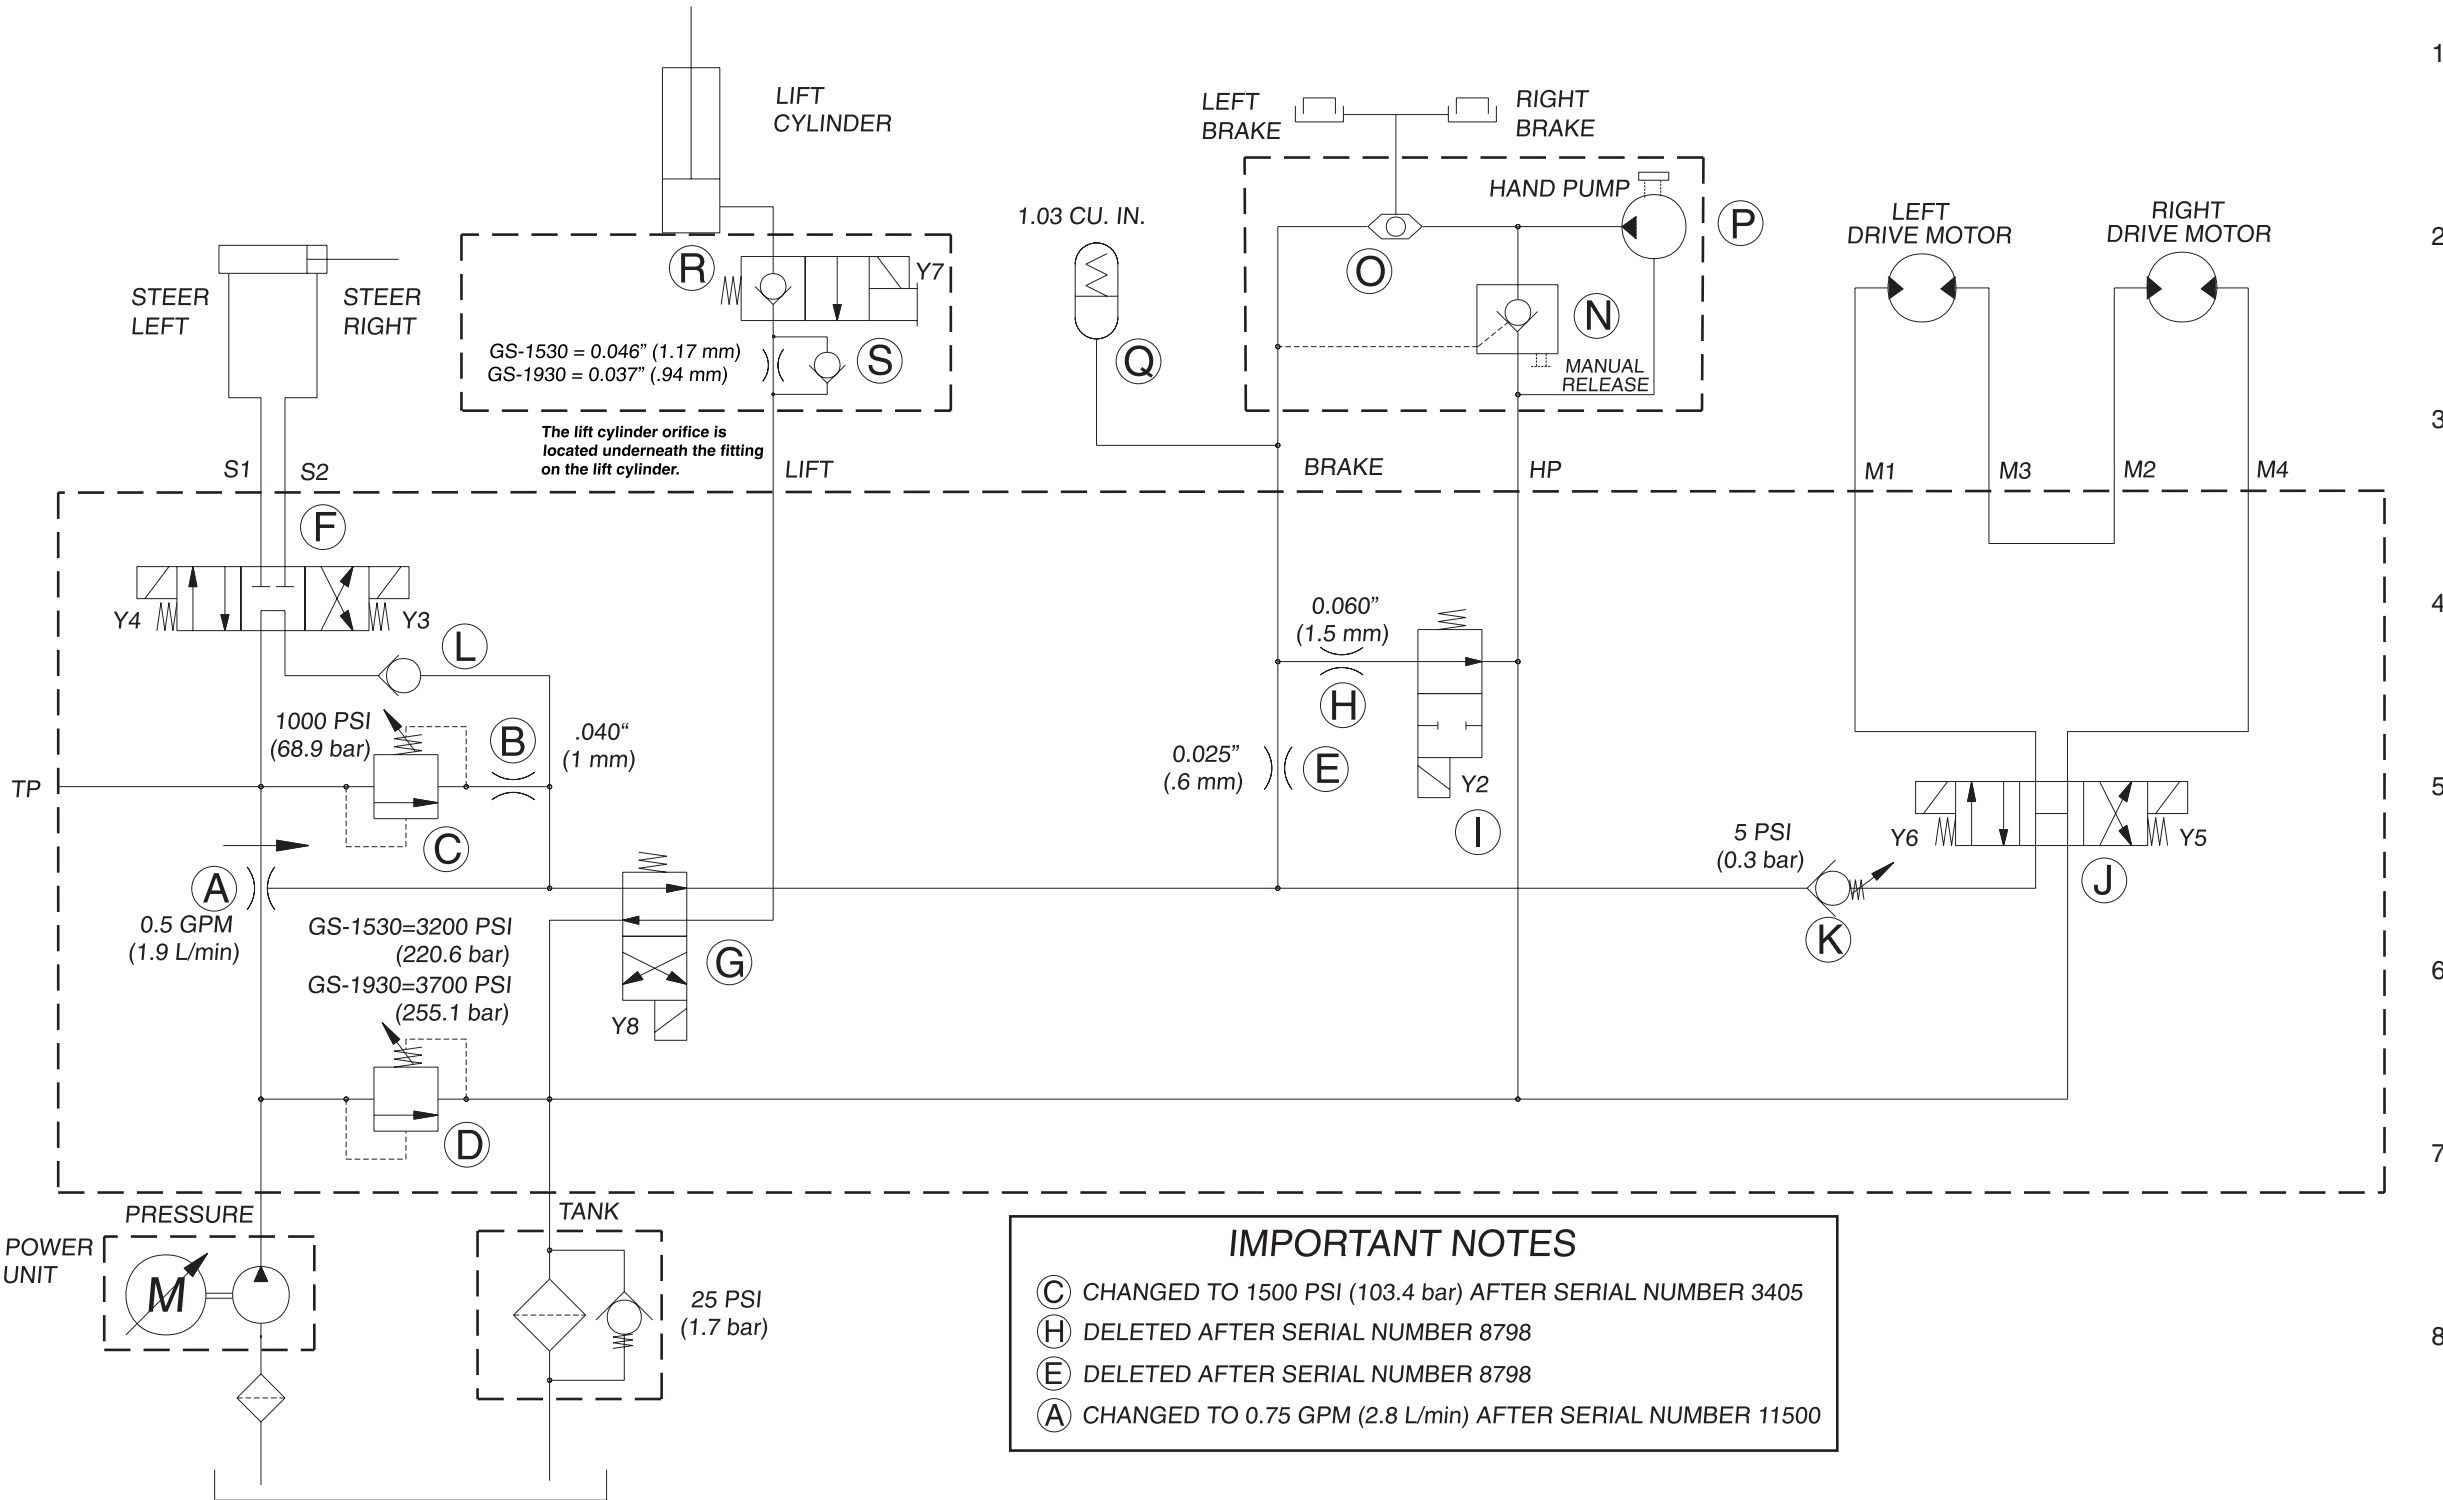 1
LIFT
CYLINDER
LEFT
BRAKE
RIGHT
BRAKE
HAND PUMP
P
1.03 CU. IN.
LEFT
DRIVE MOTOR
RIGHT
DRIVE MOTOR
2
R
Y7
O
N
STEER
LEFT
STEER
RIGHT
GS-1530 = 0.046” (1.17 mm)
GS-1930 = 0.037” (.94 mm)
S
Q
MANUAL
RELEASE
3
The lift cylinder orifice is
located underneath the fitting
on the lift cylinder.
S1
S2
LIFT
BRAKE
HP
M1
M3
M2
M4
F
Y4
Y3
4
0.060”
(1.5 mm)
L
H
1000 PSI
(68.9 bar)
B
.040“
(1 mm)
0.025”
(.6 mm)
E
Y2
TP
5
C
I
5 PSI
(0.3 bar)
Y6
Y5
A
J
0.5 GPM
(1.9 L/min)
GS-1530=3200 PSI
(220.6 bar)
GS-1930=3700 PSI
(255.1 bar)
G
K
6
Y8
D
7
PRESSURE
TANK
POWER
UNIT
M
25 PSI
(1.7 bar)
IMPORTANT NOTES
C CHANGED TO 1500 PSI (103.4 bar) AFTER SERIAL NUMBER 3405
H DELETED AFTER SERIAL NUMBER 8798
E DELETED AFTER SERIAL NUMBER 8798
A CHANGED TO 0.75 GPM (2.8 L/min) AFTER SERIAL NUMBER 11500
8